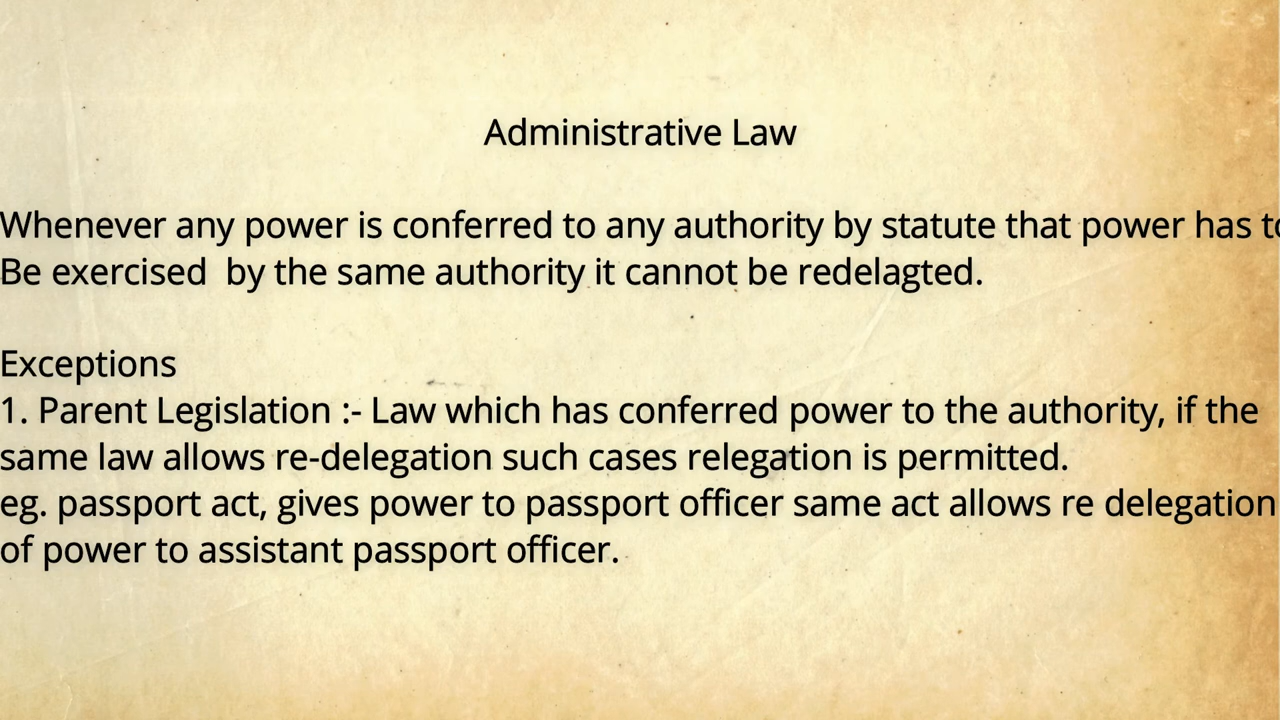 Administrative Law
Whenever any power is conferred to any authority by statute that power has to
Be exercised  by the same authority it cannot be redelagted.
Exceptions
1. Parent Legislation :- Law which has conferred power to the authority, if the
same law allows re-delegation such cases relegation is permitted.
eg. passport act, gives power to passport officer same act allows re delegation
of power to assistant passport officer.